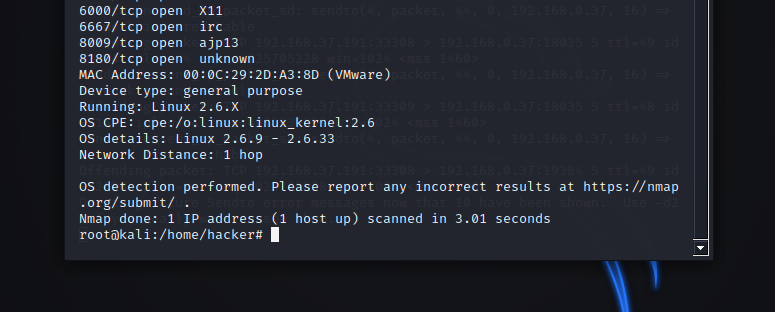 6000/tcp open  X11
6667/tcp open  irc
8009/tcp open  ajp13
8180/tcp open  unknown
MAC Address: 00:0C:29:2D:A3:8D (VMware)
Device type: general purpose
Running: Linux 2.6.X
OS CPE: cpe:/o:linux:linux_kernel:2.6
OS details: Linux 2.6.9 - 2.6.33
Network Distance: 1 hop
OS detection performed. Please report any incorrect results at https://nmap
.org/submit/ .
Nmap done: 1 IP address (1 host up) scanned in 3.01 seconds
root@kali:/home/hacker#